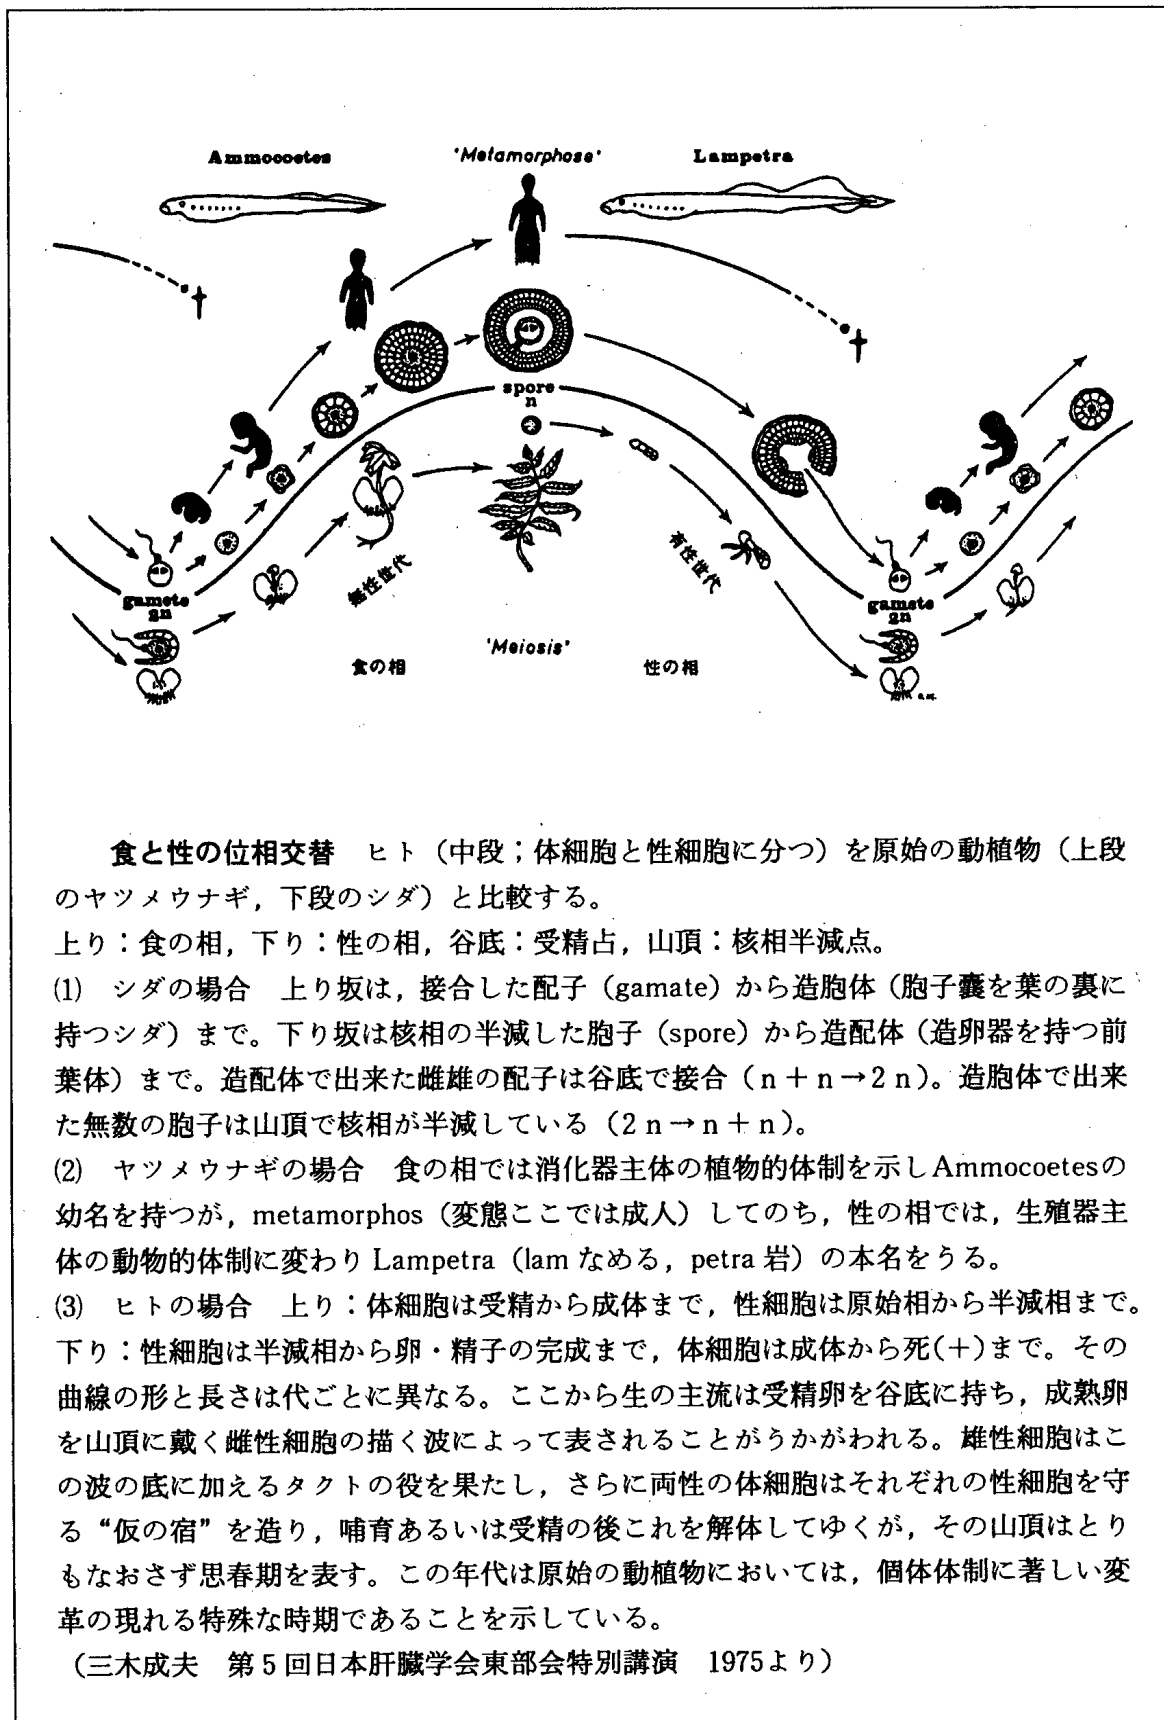 Ammocoetes
'Metamorphose'
Lampetra
spore
n
gamete
2n
無性世代
有性世代
gamete
2n
'Meiosis'
食の相
性の相
食と性の位相交替　ヒト（中段；体細胞と性細胞に分つ）を原始の動植物（上段
のヤツメウナギ，下段のシダ）と比較する。
上り：食の相，下り：性の相，谷底：受精占，山頂：核相半減点。
⑴　シダの場合　上り坂は，接合した配子（gamate）から造胞体（胞子嚢を葉の裏に
持つシダ）まで。下り坂は核相の半減した胞子（spore）から造配体（造卵器を持つ前
葉体）まで。造配体で出来た雌雄の配子は谷底で接合（n＋n→2n）。造胞体で出来
た無数の胞子は山頂で核相が半減している（2n→n＋n）。
⑵　ヤツメウナギの場合　食の相では消化器主体の植物的体制を示しAmmocoetesの
幼名を持つが，metamorphos（変態ここでは成人）してのち，性の相では，生殖器主
体の動物的体制に変わり Lampetra（lam なめる，petra 岩）の本名をうる。
⑶　ヒトの場合　上り：体細胞は受精から成体まで，性細胞は原始相から半減相まで。
下り：性細胞は半減相から卵・精子の完成まで，体細胞は成体から死(+)まで。その
曲線の形と長さは代ごとに異なる。ここから生の主流は受精卵を谷底に持ち，成熟卵
を山頂に戴く雌性細胞の描く波によって表されることがうかがわれる。雄性細胞はこ
の波の底に加えるタクトの役を果たし，さらに両性の体細胞はそれぞれの性細胞を守
る“仮の宿”を造り，哺育あるいは受精の後これを解体してゆくが，その山頂はとり
もなおさず思春期を表す。この年代は原始の動植物においては，個体体制に著しい変
革の現れる特殊な時期であることを示している。
（三木成夫　第5回日本肝臓学会東部会特別講演　1975より）